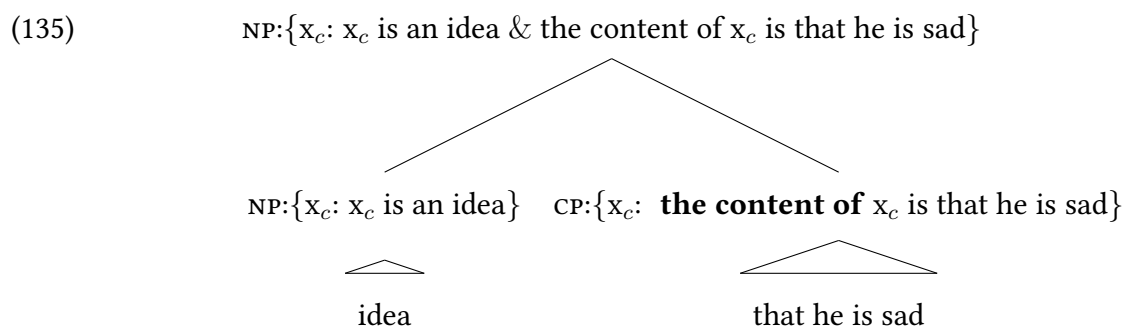 (135) NP:{x_c: x_c is an idea & the content of x_c is that he is sad}
NP:{x_c: x_c is an idea} CP:{x_c: the content of x_c is that he is sad}
idea that he is sad